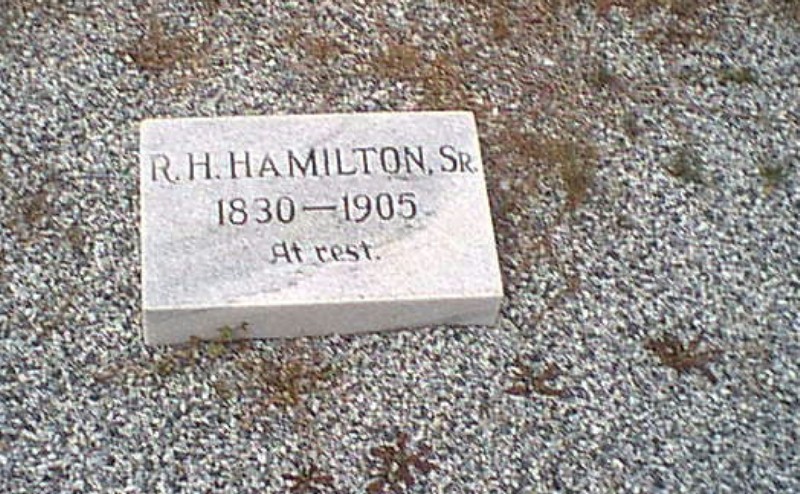 R. H. HAMILTON, SR.
1830—1905
At rest.